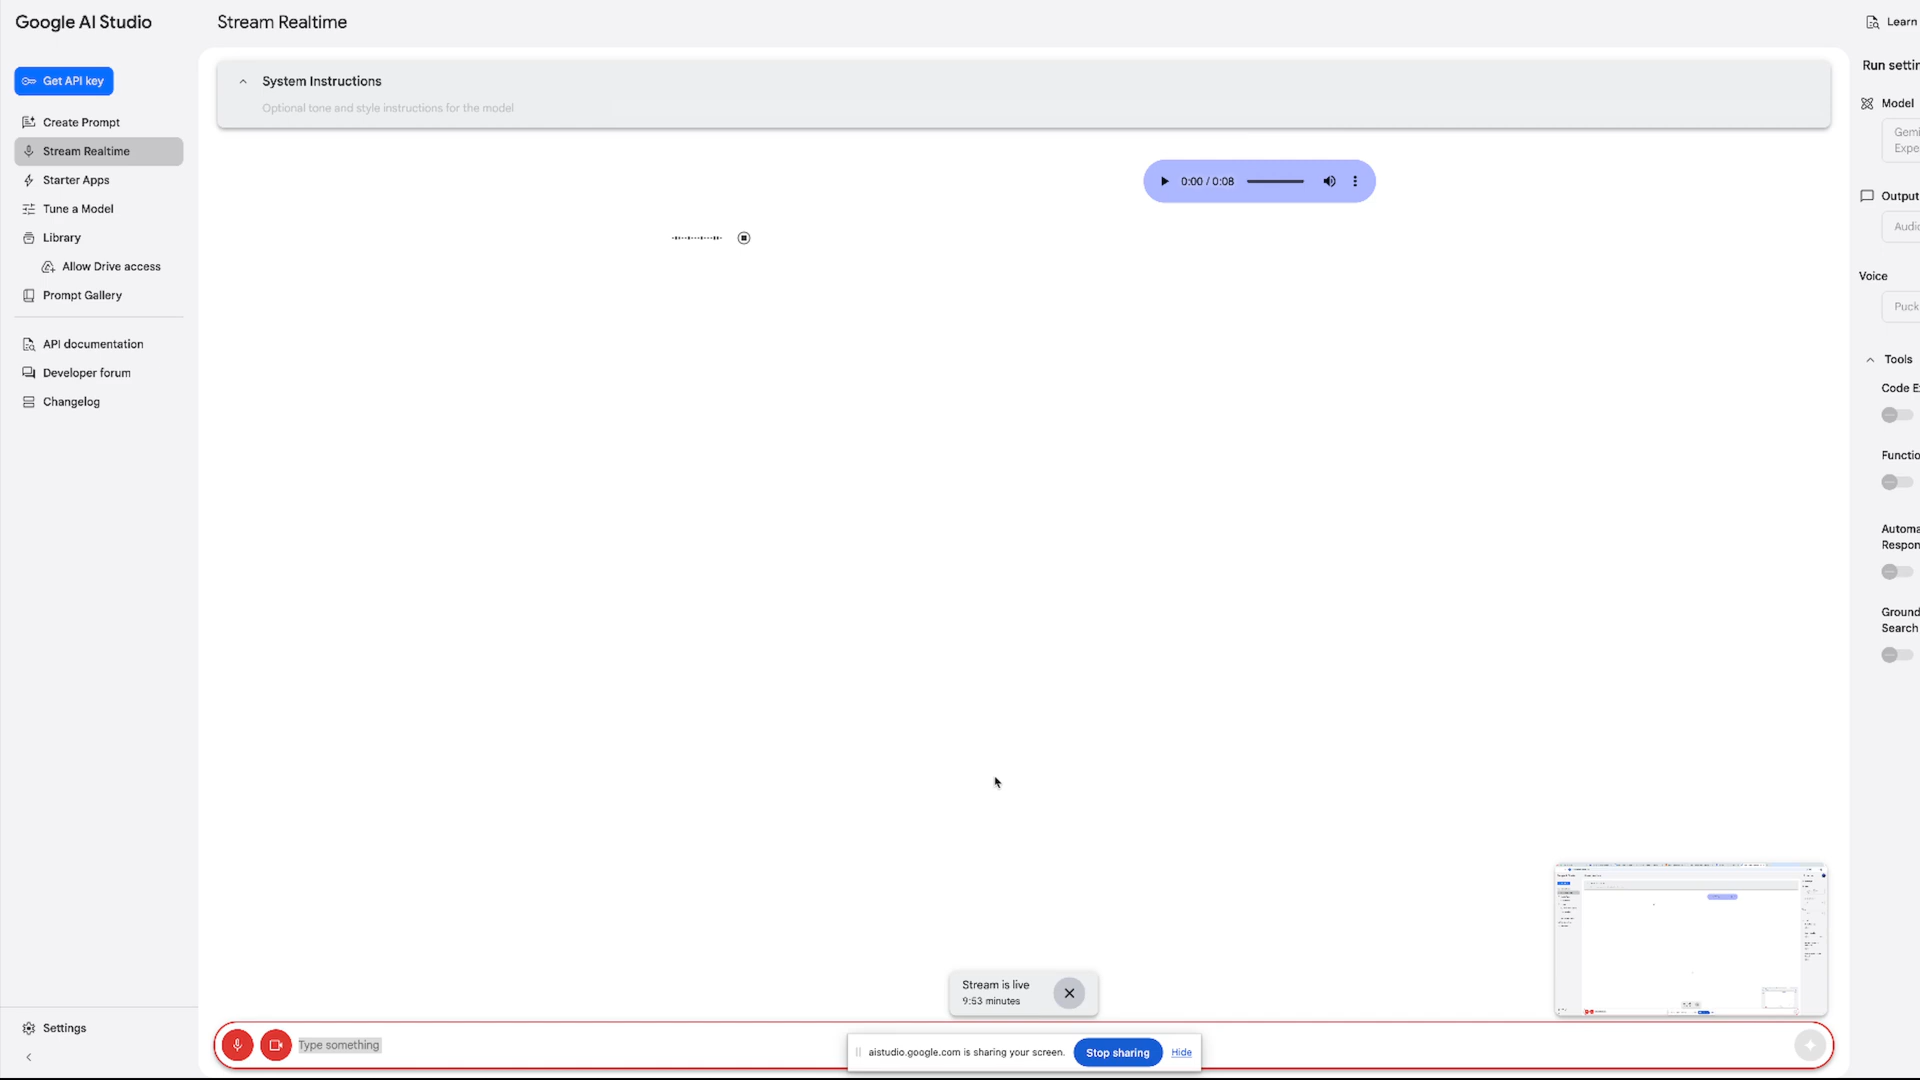 Google AI Studio
Stream Realtime
Learn
Get API key
Create Prompt
Stream Realtime
Starter Apps
Tune a Model
Library
Allow Drive access
Prompt Gallery
API documentation
Developer forum
Changelog
Settings
System Instructions
Optional tone and style instructions for the model
0:00 / 0:08
Stream is live
9:53 minutes
Type something
aistudio.google.com is sharing your screen.
Stop sharing
Hide
Run settin
Model
Gemi
Expe
Output
Audio
Voice
Puck
Tools
Code E
Functio
Automa
Respon
Ground
Search